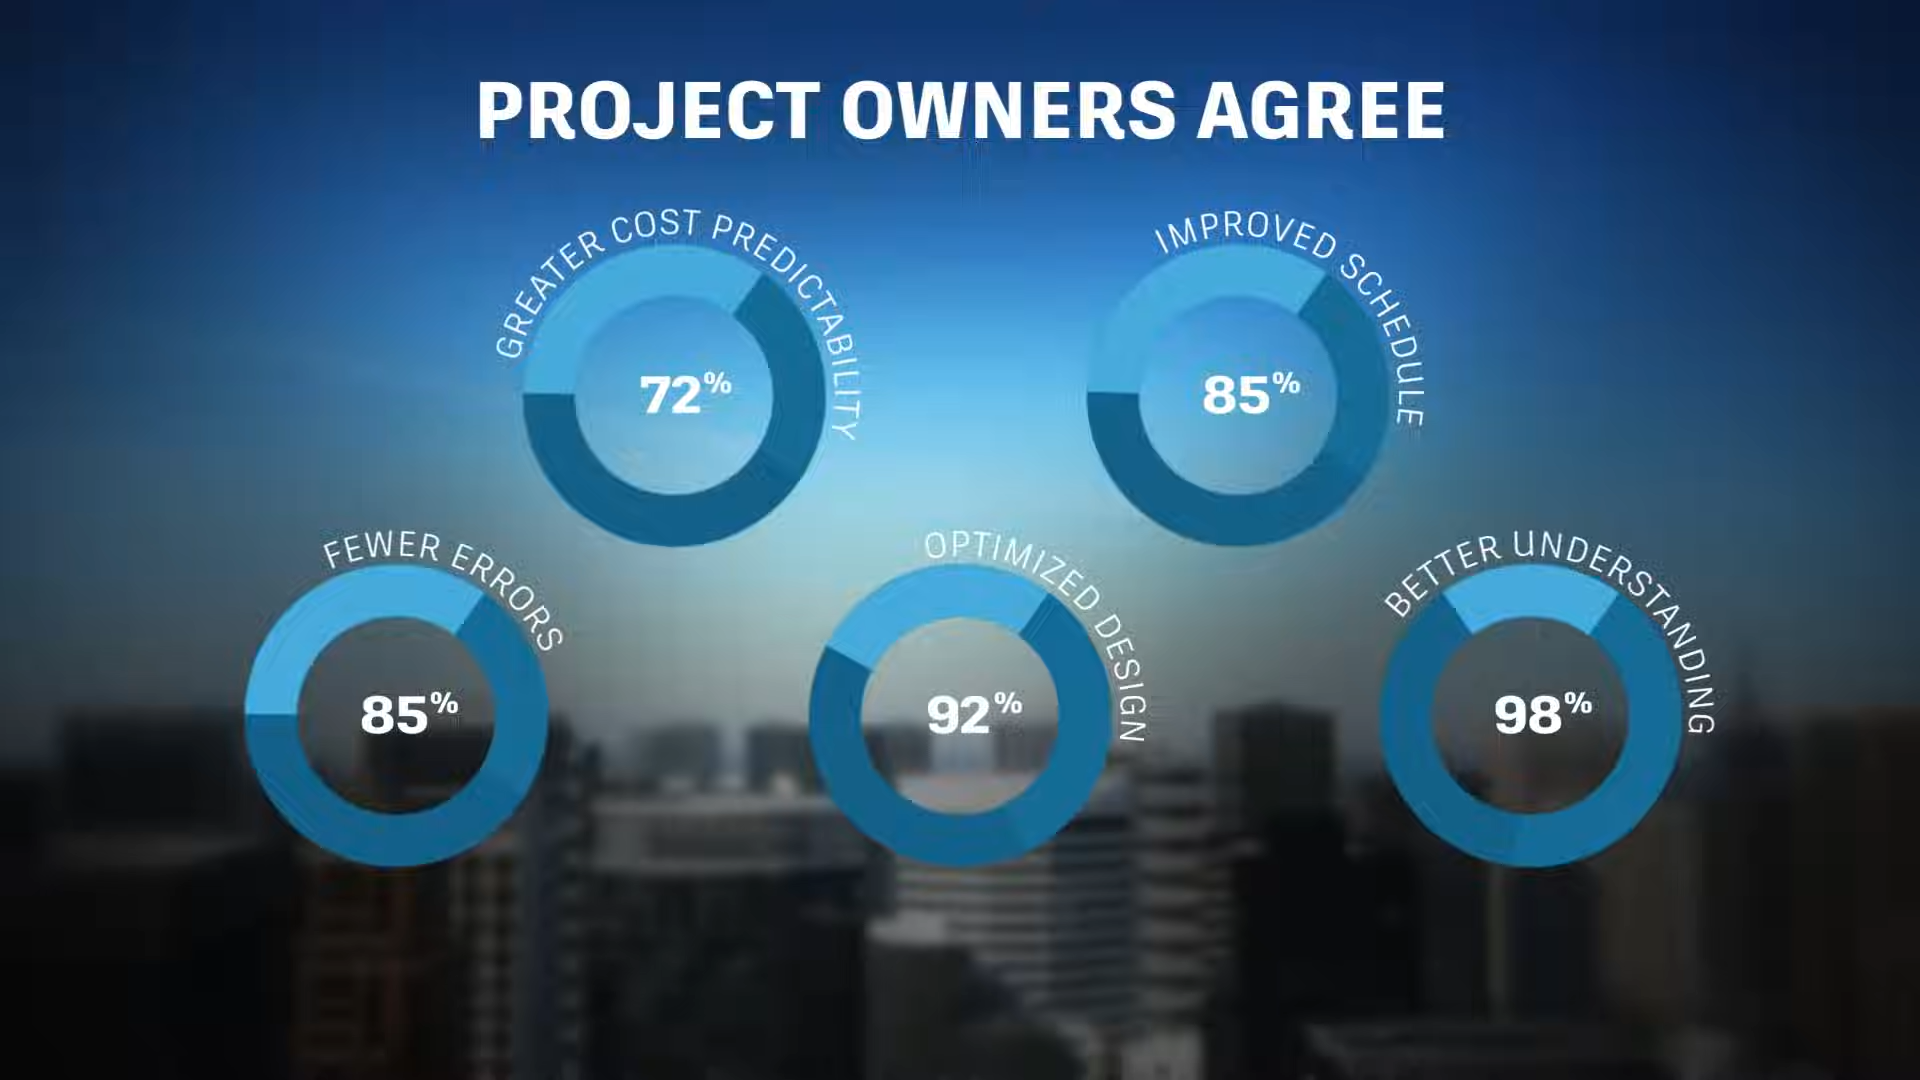 PROJECT OWNERS AGREE
GREATER COST PREDICTABILITY
72%
IMPROVED SCHEDULE
85%
FEWER ERRORS
85%
OPTIMIZED DESIGN
92%
BETTER UNDERSTANDING
98%